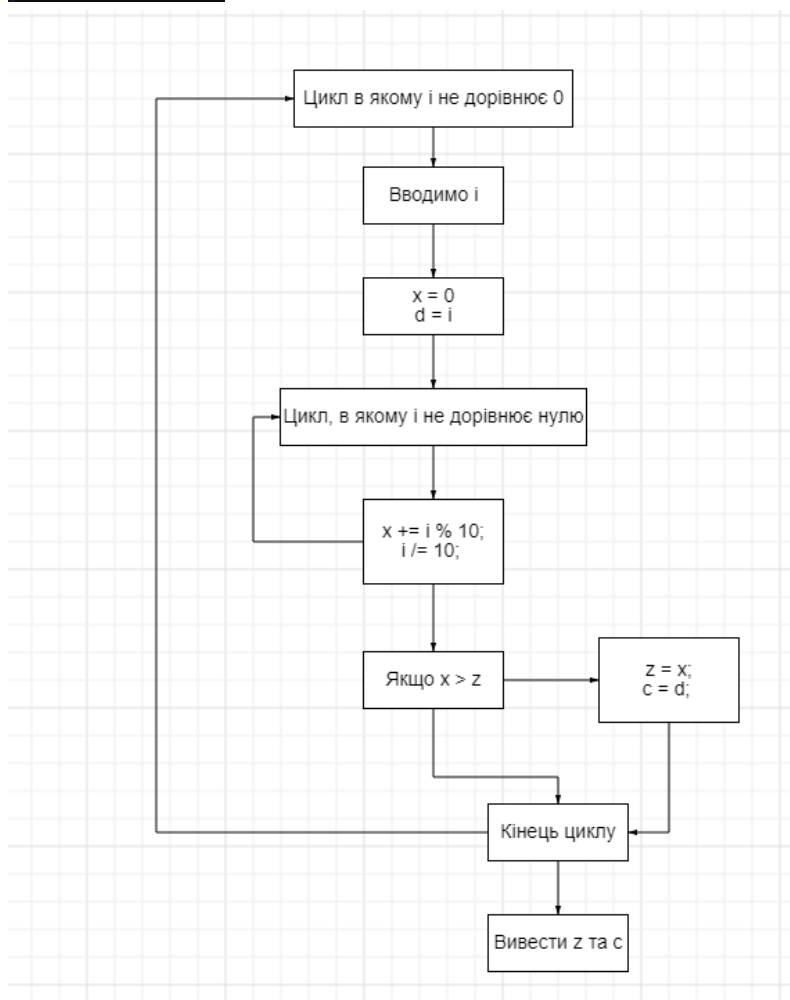 Цикл в якому i не дорівнює 0
Вводимо i
x = 0
d = i
Цикл, в якому i не дорівнює нулю
x += i % 10;
i /= 10;
Якщо x > z
z = x;
c = d;
Кінець циклу
Вивести z та c